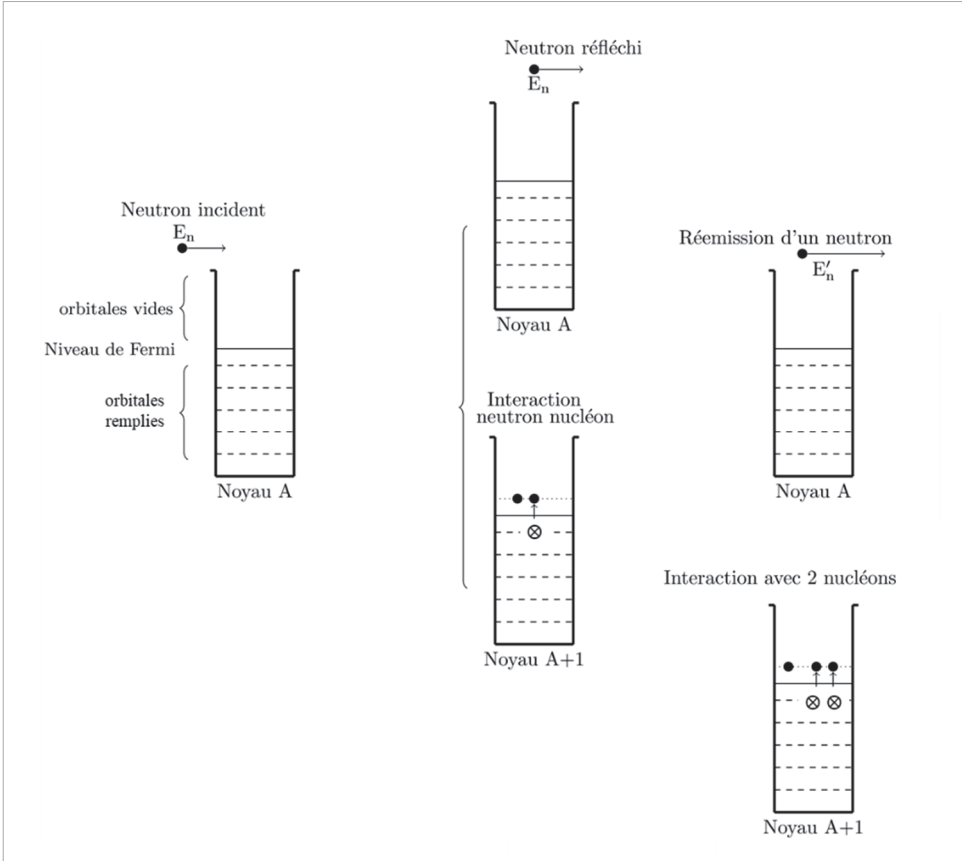 Neutron réfléchi
E_n
Noyau A
Neutron incident
E_n
orbitales vides
Niveau de Fermi
orbitales
remplies
Noyau A
Interaction
neutron nucléon
Noyau A+1
Réemission d'un neutron
E'_n
Noyau A
Interaction avec 2 nucléons
Noyau A+1